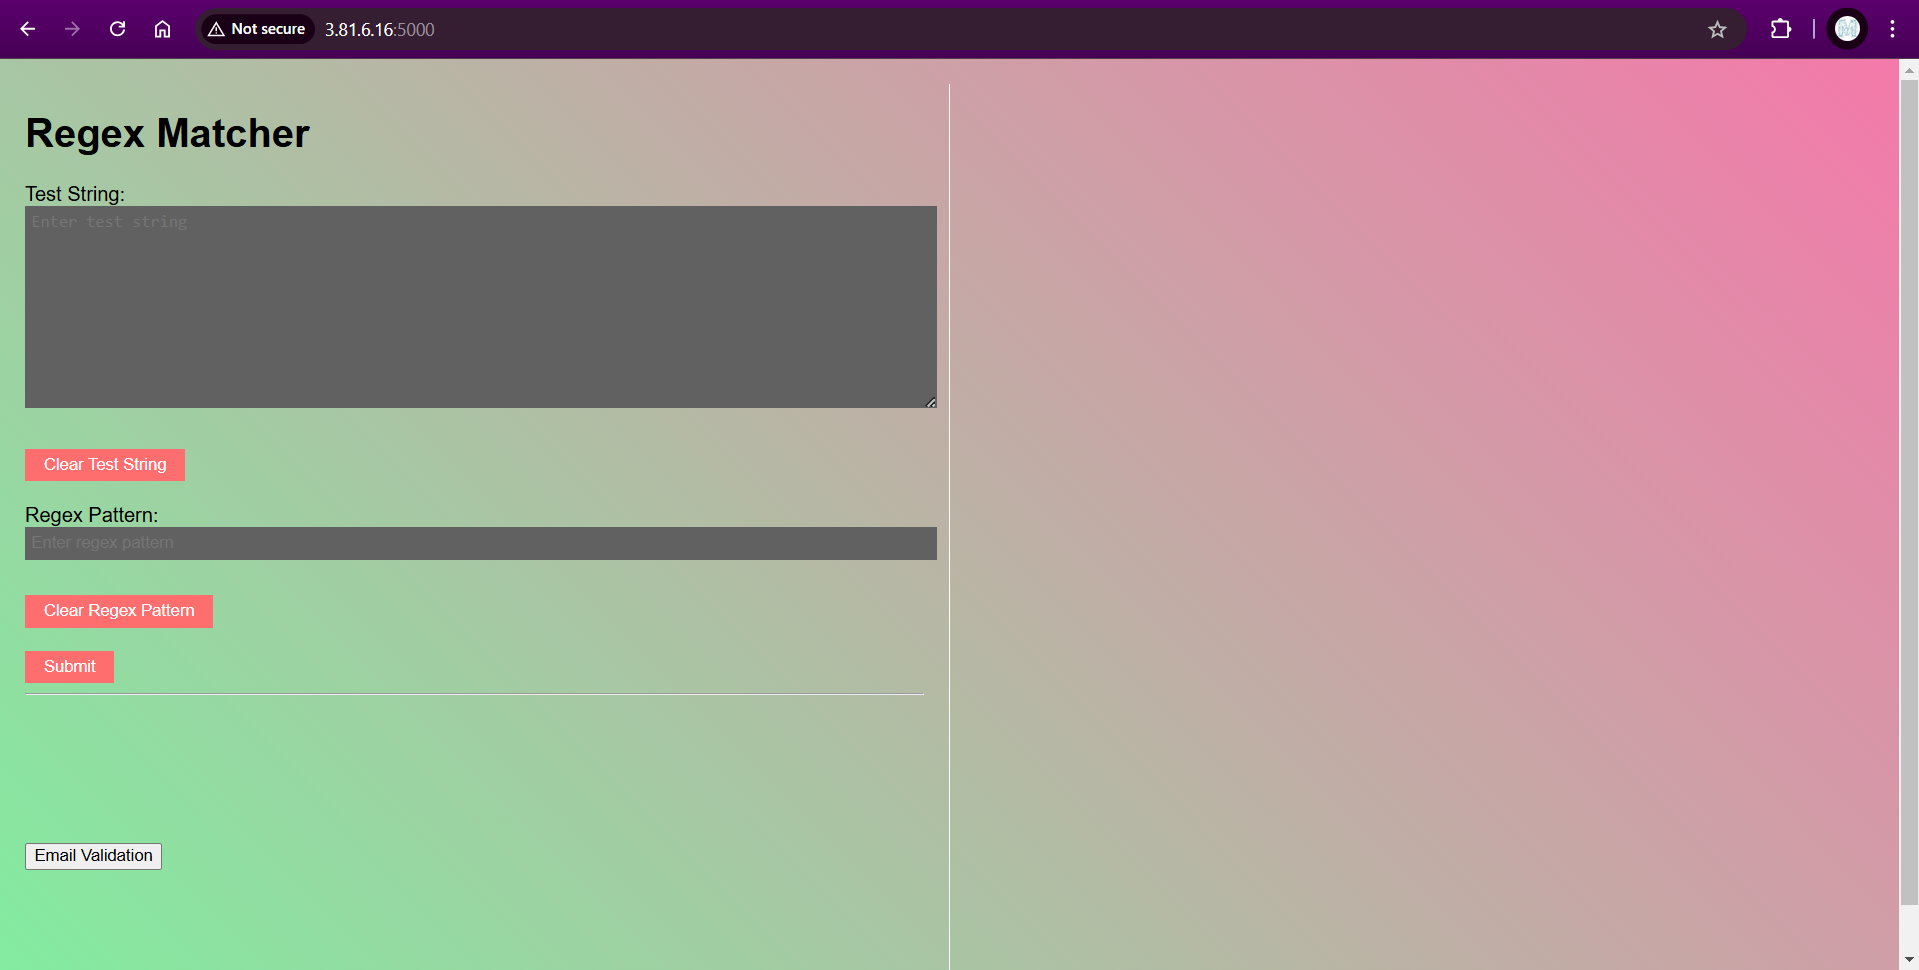 Not secure 3.81.6.16:5000
Regex Matcher
Test String:
Enter test string
Clear Test String
Regex Pattern:
Enter regex pattern
Clear Regex Pattern
Submit
Email Validation